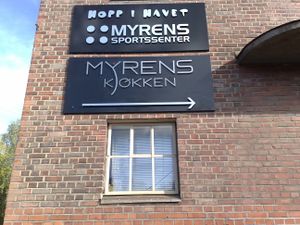 HOPP I HAVET
MYRENS
SPORTSSENTER
MYRENS
KJØKKEN